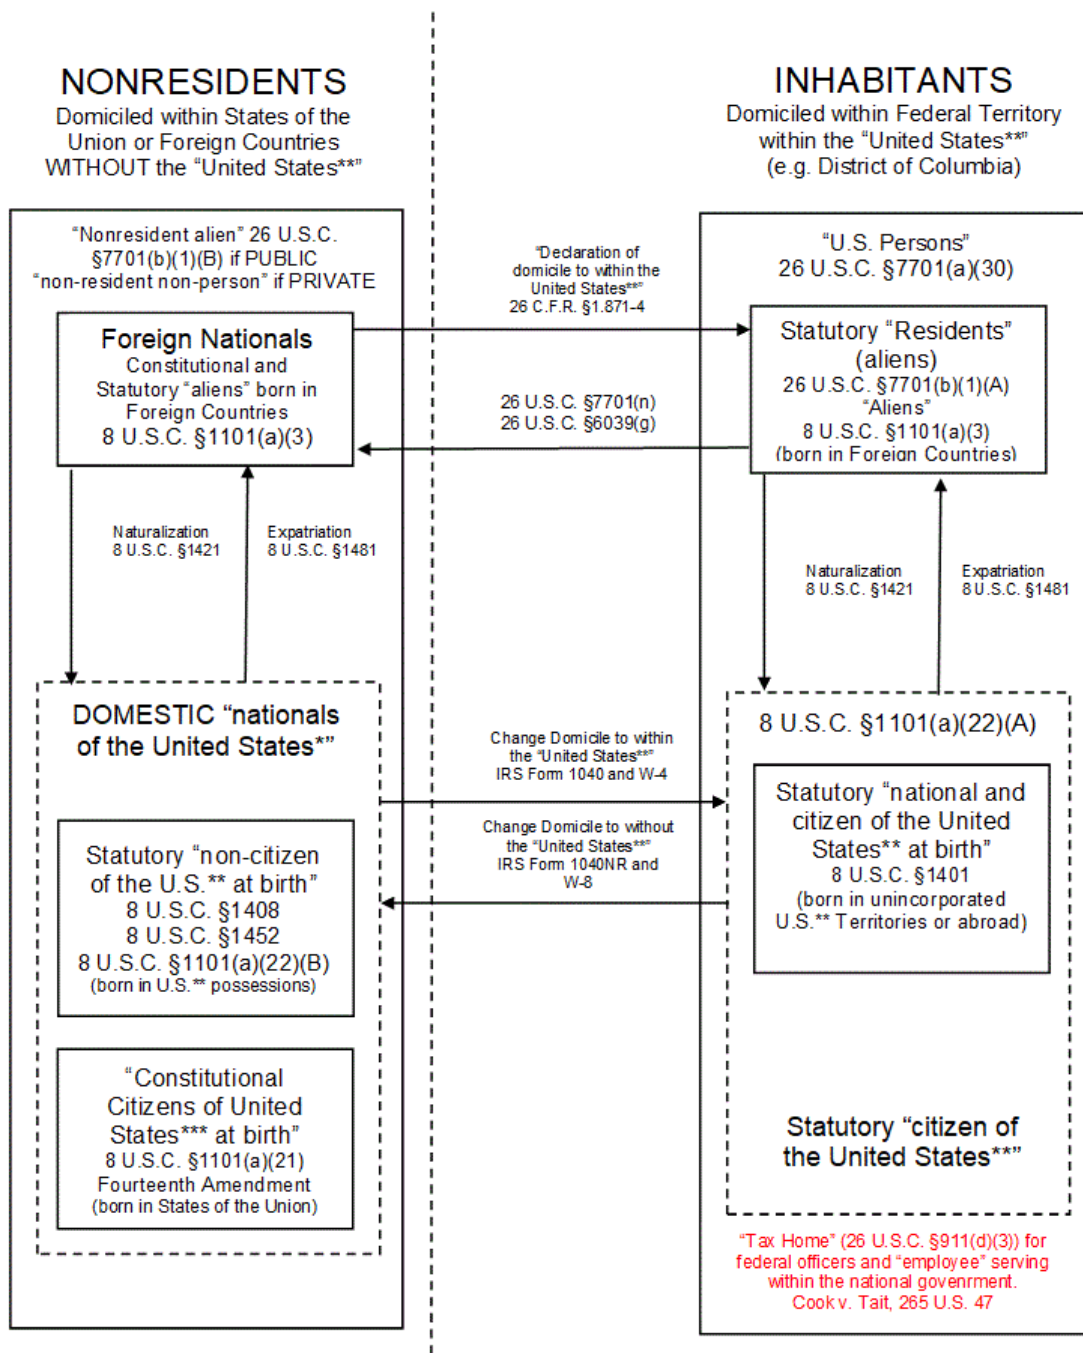 NONRESIDENTS
Domiciled within States of the
Union or Foreign Countries
WITHOUT the “United States**”
INHABITANTS
Domiciled within Federal Territory
within the “United States**”
(e.g. District of Columbia)
“Nonresident alien” 26 U.S.C.
§7701(b)(1)(B) if PUBLIC
“non-resident non-person” if PRIVATE
Foreign Nationals
Constitutional and
Statutory “aliens” born in
Foreign Countries
8 U.S.C. §1101(a)(3)
“Declaration of
domicile to within the
United States**”
26 C.F.R. §1.871-4
26 U.S.C. §7701(n)
26 U.S.C. §6039(g)
“U.S. Persons”
26 U.S.C. §7701(a)(30)
Statutory “Residents”
(aliens)
26 U.S.C. §7701(b)(1)(A)
“Aliens”
8 U.S.C. §1101(a)(3)
(born in Foreign Countries)
Naturalization
8 U.S.C. §1421
Expatriation
8 U.S.C. §1481
Naturalization
8 U.S.C. §1421
Expatriation
8 U.S.C. §1481
DOMESTIC “nationals
of the United States*”
Statutory “non-citizen
of the U.S.** at birth”
8 U.S.C. §1408
8 U.S.C. §1452
8 U.S.C. §1101(a)(22)(B)
(born in U.S.** possessions)
“Constitutional
Citizens of United
States*** at birth”
8 U.S.C. §1101(a)(21)
Fourteenth Amendment
(born in States of the Union)
Change Domicile to within
the “United States**”
IRS Form 1040 and W-4
Change Domicile to without
the “United States**”
IRS Form 1040NR and
W-8
8 U.S.C. §1101(a)(22)(A)
Statutory “national and
citizen of the United
States** at birth”
8 U.S.C. §1401
(born in unincorporated
U.S.** Territories or abroad)
Statutory “citizen of
the United States**”
“Tax Home” (26 U.S.C. §911(d)(3)) for
federal officers and “employee” serving
within the national govenrment.
Cook v. Tait, 265 U.S. 47